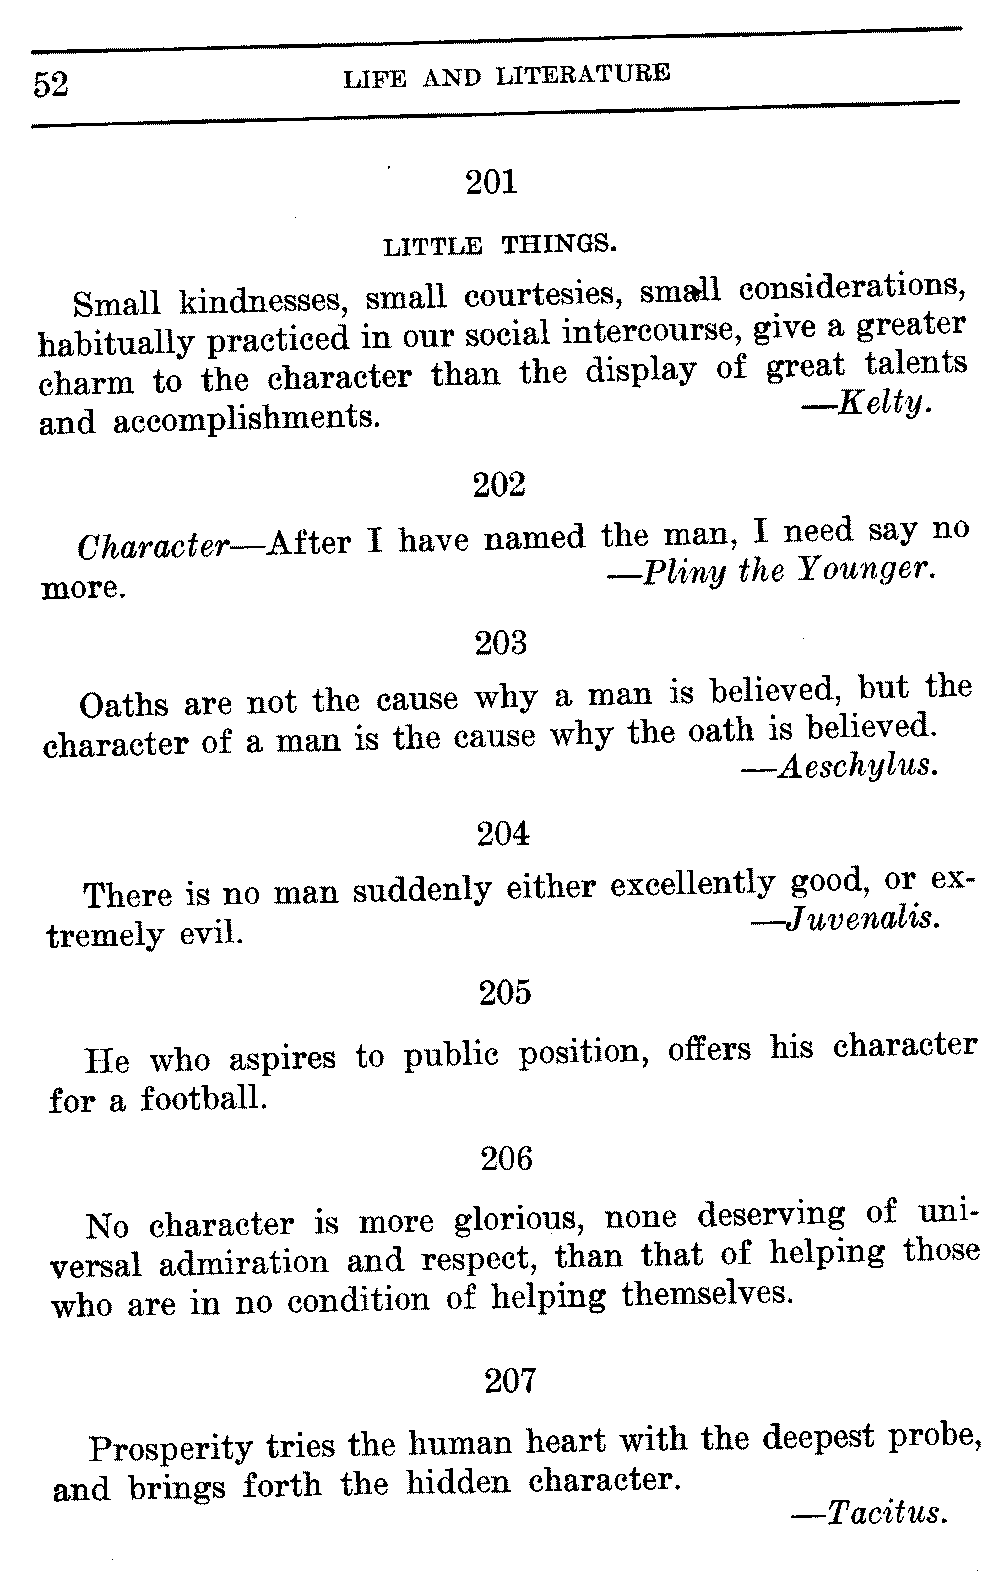 52 LIFE AND LITERATURE
201
LITTLE THINGS.
Small kindnesses, small courtesies, small considerations,
habitually practiced in our social intercourse, give a greater
charm to the character than the display of great talents
and accomplishments. —Kelty.
202
Character—After I have named the man, I need say no
more. —Pliny the Younger.
203
Oaths are not the cause why a man is believed, but the
character of a man is the cause why the oath is believed.
—Aeschylus.
204
There is no man suddenly either excellently good, or ex-
tremely evil. —Juvenalis.
205
He who aspires to public position, offers his character
for a football.
206
No character is more glorious, none deserving of uni-
versal admiration and respect, than that of helping those
who are in no condition of helping themselves.
207
Prosperity tries the human heart with the deepest probe,
and brings forth the hidden character.
—Tacitus.